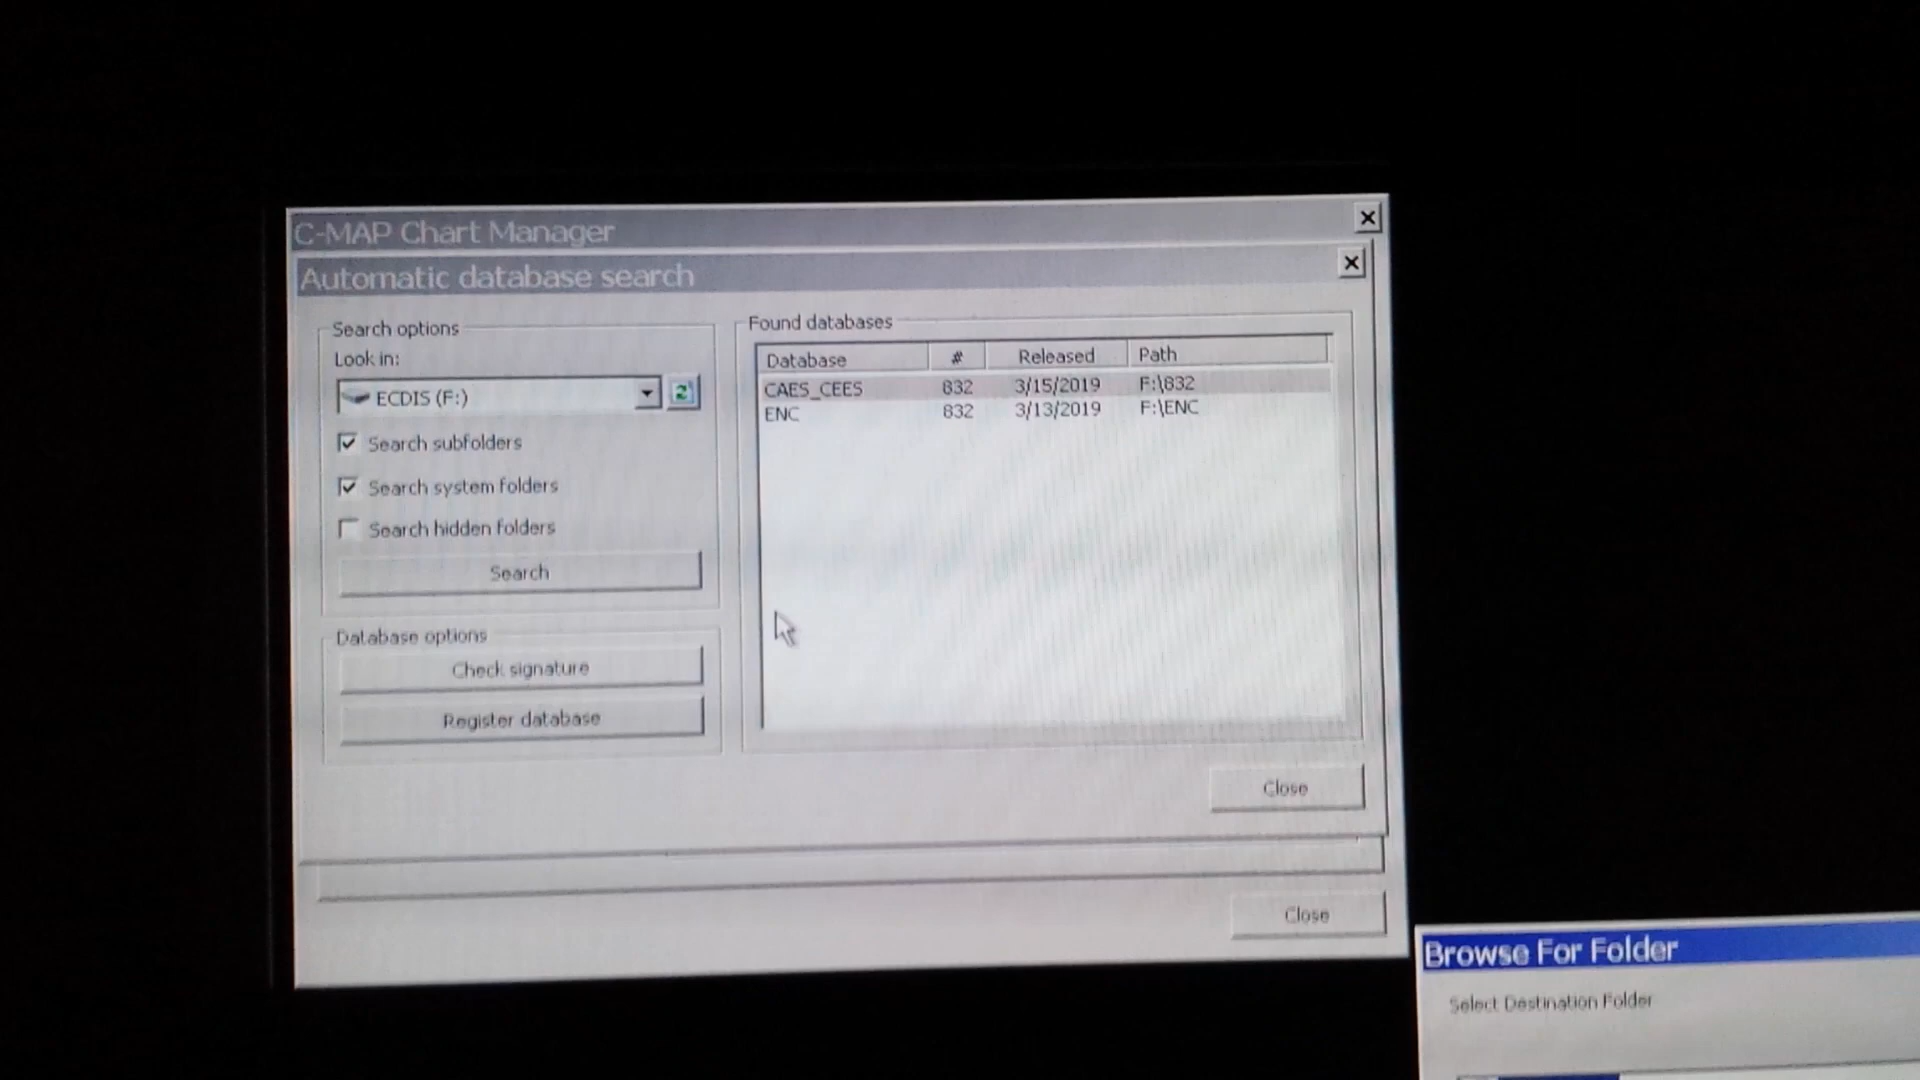 C-MAP Chart Manager
Automatic database search
Search options
Look in:
ECDIS (F:)
Search subfolders
Search system folders
Search hidden folders
Search
Database options
Check signature
Register database
Found databases
Database # Released Path
CAES_CEES 832 3/15/2019 F:\832
ENC 832 3/13/2019 F:\ENC
Close
Close
Browse For Folder
Select Destination Folder